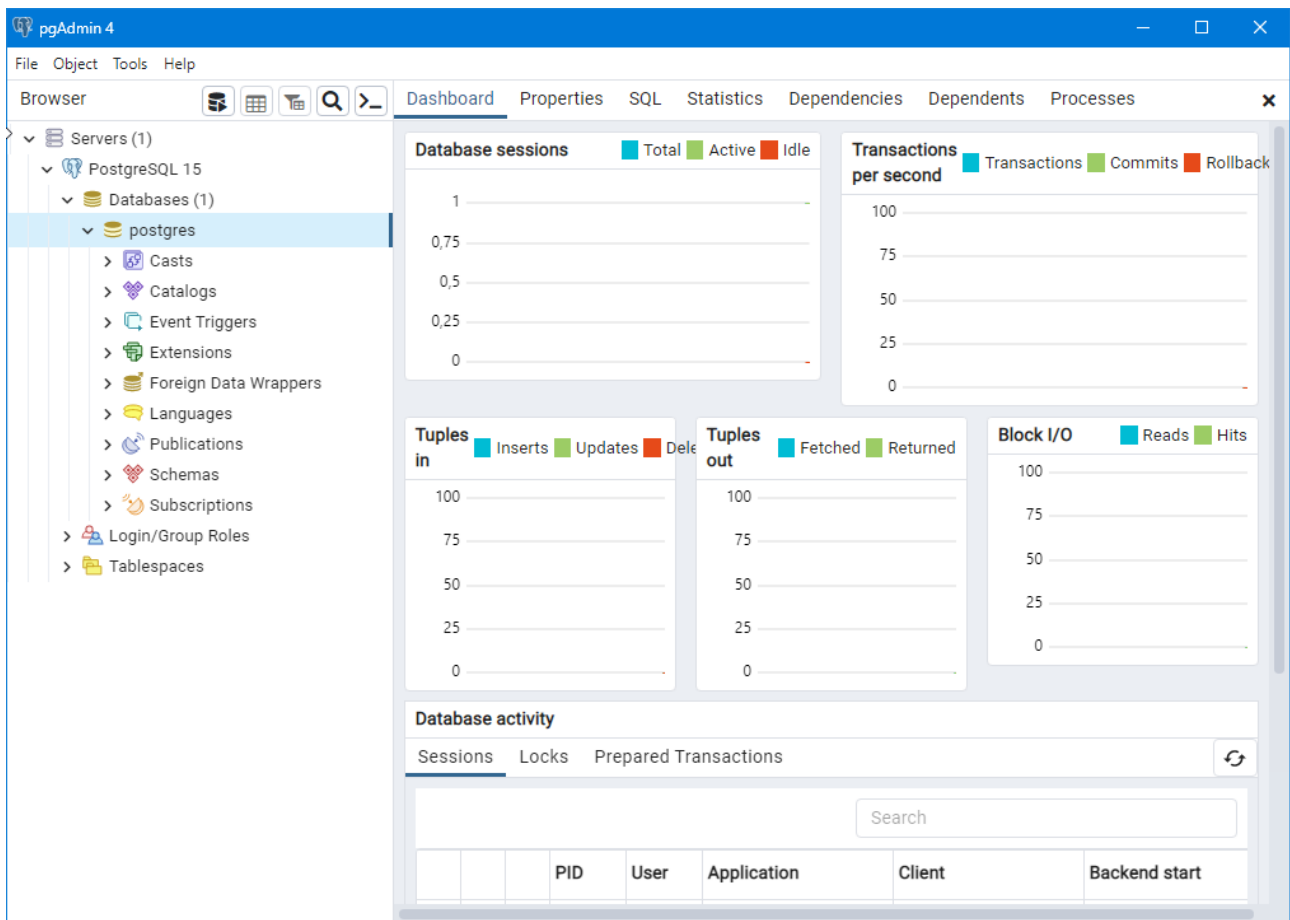 pgAdmin 4
File Object Tools Help
Browser
Servers (1)
PostgreSQL 15
Databases (1)
postgres
Casts
Catalogs
Event Triggers
Extensions
Foreign Data Wrappers
Languages
Publications
Schemas
Subscriptions
Login/Group Roles
Tablespaces
Dashboard Properties SQL Statistics Dependencies Dependents Processes
Database sessions Total Active Idle
1
0,75
0,5
0,25
0
Transactions per second Transactions Commits Rollback
100
75
50
25
0
Tuples in Inserts Updates Dele
100
75
50
25
0
Tuples out Fetched Returned
100
75
50
25
0
Block I/O Reads Hits
100
75
50
25
0
Database activity
Sessions Locks Prepared Transactions
Search
PID User Application Client Backend start